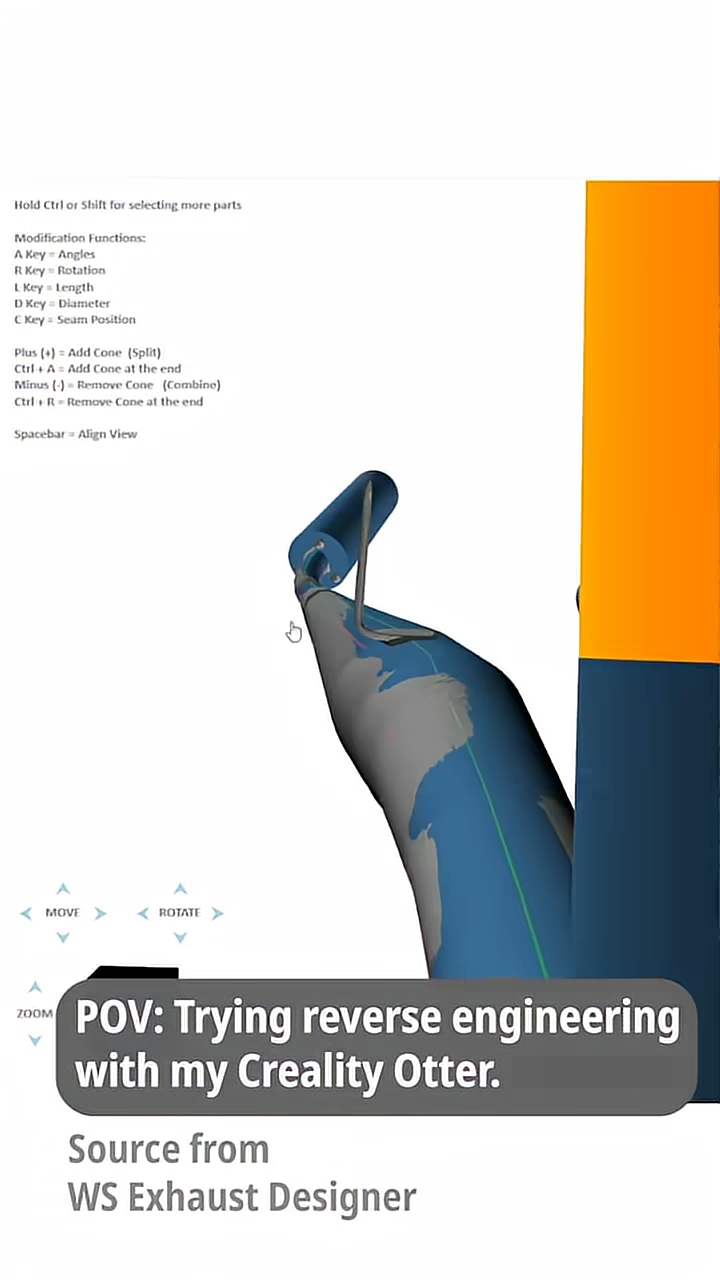 Hold Ctrl or Shift for selecting more parts
Modification Functions:
A Key = Angles
R Key = Rotation
L Key = Length
D Key = Diameter
C Key = Seam Position
Plus (+) = Add Cone (Split)
Ctrl + A = Add Cone at the end
Minus (-) = Remove Cone (Combine)
Ctrl + R = Remove Cone at the end
Spacebar = Align View
MOVE
ROTATE
ZOOM
POV: Trying reverse engineering
with my Creality Otter.
Source from
WS Exhaust Designer